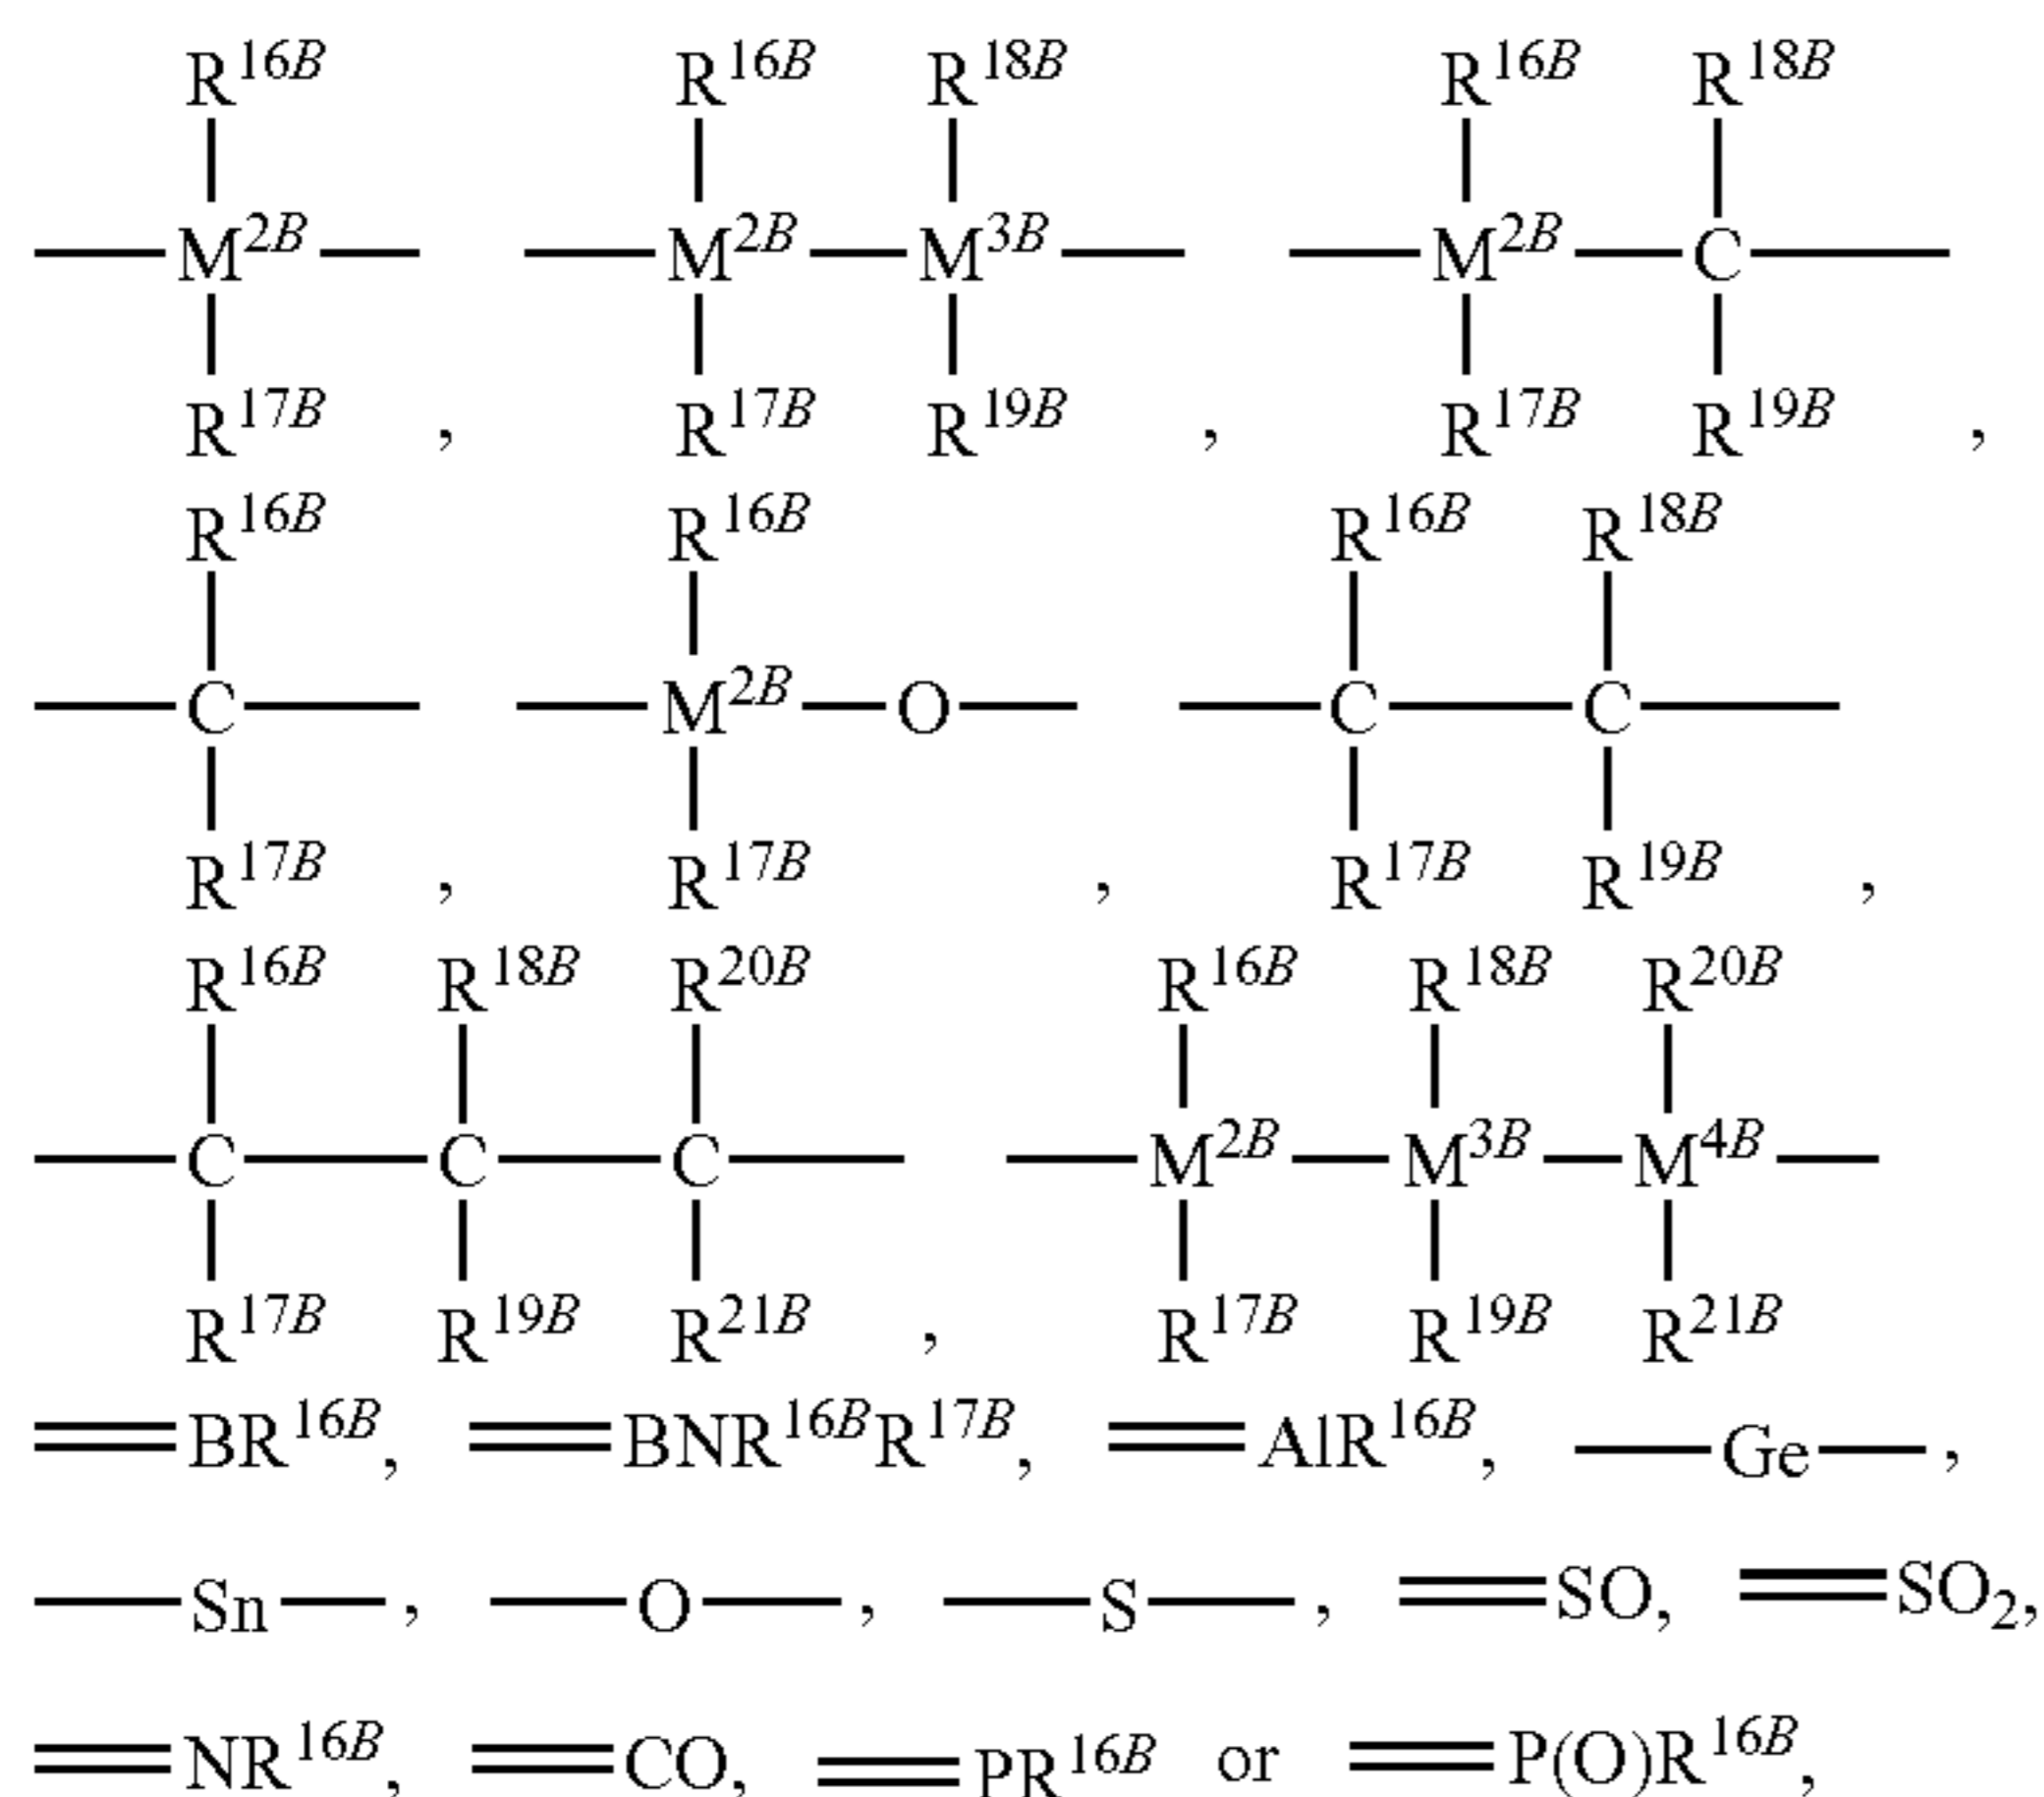 R16B R16B R18B R16B R18B
—M2B— —M2B—M3B— —M2B—C—
R17B , R17B R19B , R17B R19B ,
R16B R16B R16B R18B
—C— —M2B—O— —C—C—
R17B , R17B , R17B R19B ,
R16B R18B R20B R16B R18B R20B
—C—C—C— —M2B—M3B—M4B—
R17B R19B R21B , R17B R19B R21B
═BR16B, ═BNR16BR17B, ═AlR16B, —Ge—,
—Sn—, —O—, —S—, ═SO, ═SO2,
═NR16B, ═CO, ═PR16B or ═P(O)R16B,